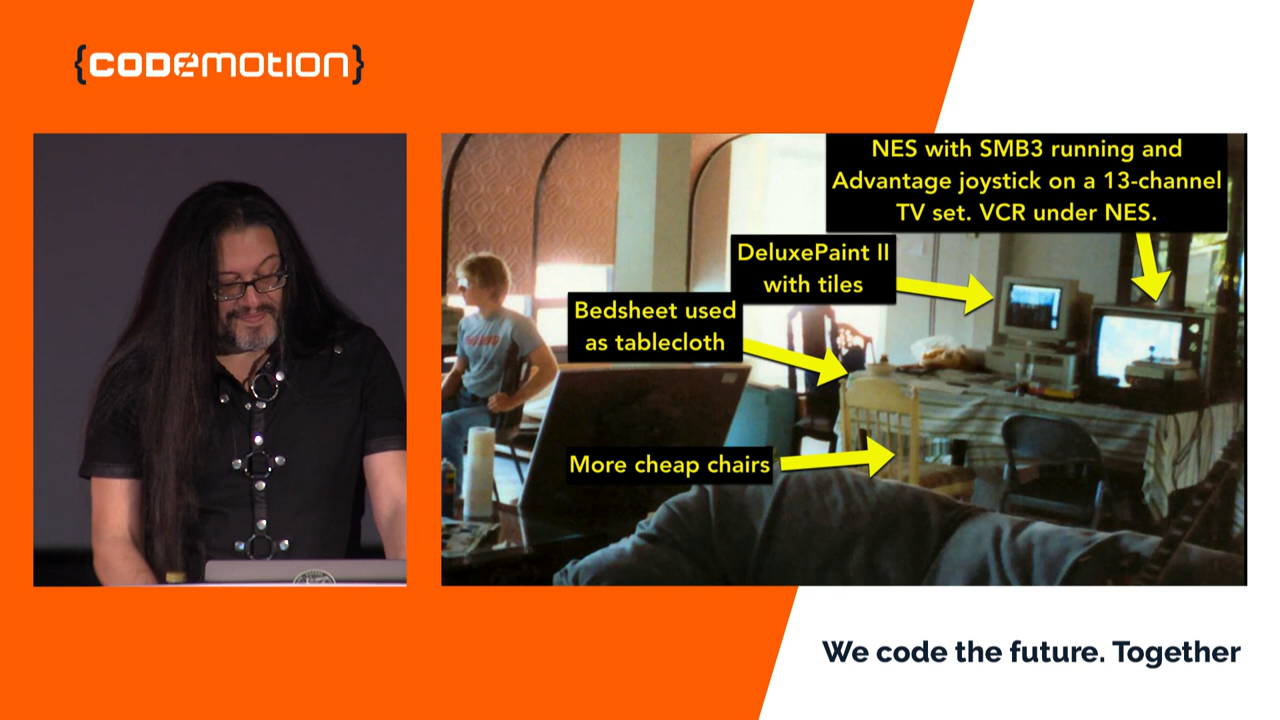 {CODEMOTION}
NES with SMB3 running and
Advantage joystick on a 13-channel
TV set. VCR under NES.
DeluxePaint II
with tiles
Bedsheet used
as tablecloth
More cheap chairs
We code the future. Together